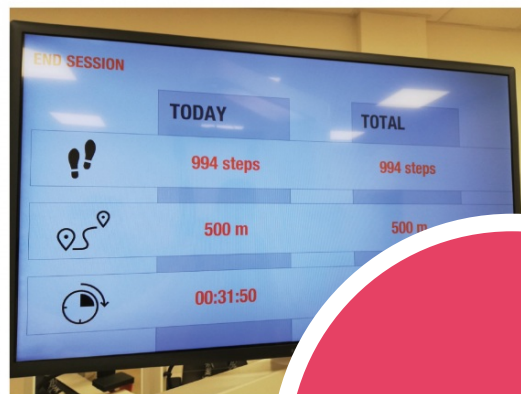 END SESSION
TODAY TOTAL
994 steps 994 steps
500 m 500 m
00:31:50